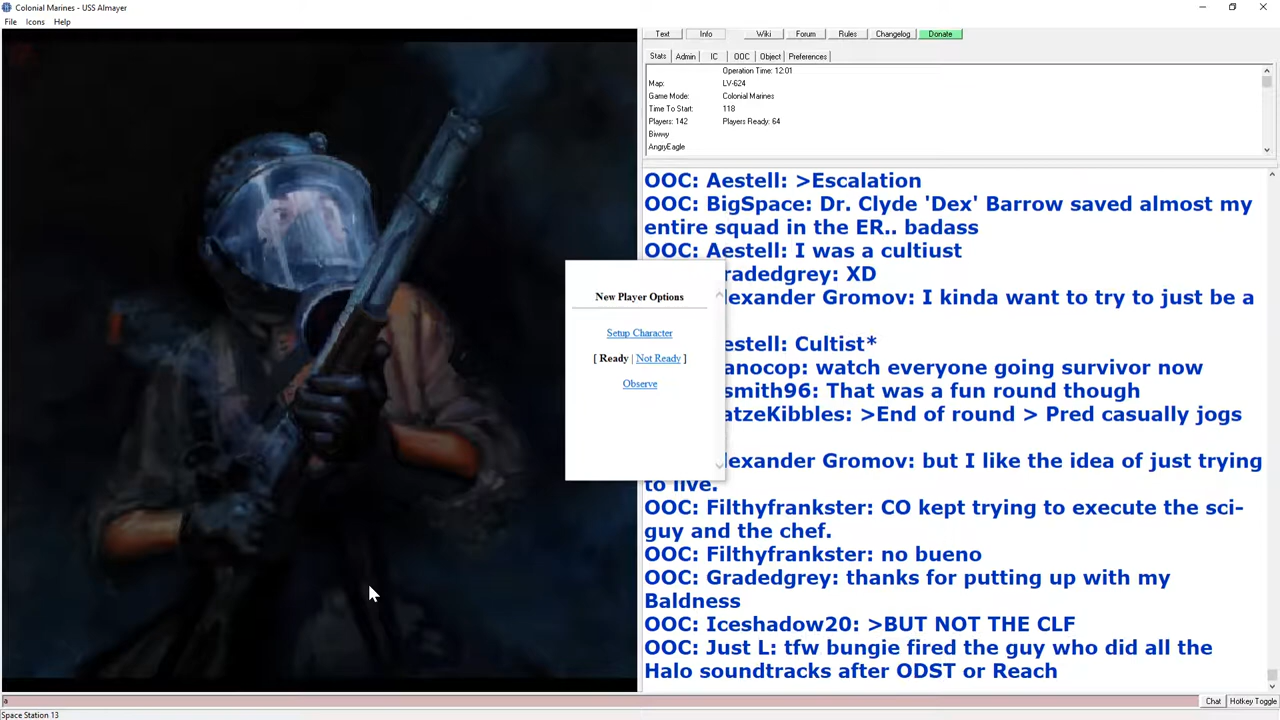 Colonial Marines - USS Almayer
File Icons Help
Text Info Wiki Forum Rules Changelog Donate
Stats Admin IC OOC Object Preferences
Operation Time: 12:01
Map: LV-624
Game Mode: Colonial Marines
Time To Start: 118
Players: 142 Players Ready: 64
Biwwy
AngryEagle
OOC: Aestell: >Escalation
OOC: BigSpace: Dr. Clyde 'Dex' Barrow saved almost my
entire squad in the ER.. badass
OOC: Aestell: I was a cultiust
radedgrey: XD
lexander Gromov: I kinda want to try to just be a
estell: Cultist*
anocop: watch everyone going survivor now
smith96: That was a fun round though
atzeKibbles: >End of round > Pred casually jogs
lexander Gromov: but I like the idea of just trying
to live.
OOC: Filthyfrankster: CO kept trying to execute the sci-
guy and the chef.
OOC: Filthyfrankster: no bueno
OOC: Gradedgrey: thanks for putting up with my
Baldness
OOC: Iceshadow20: >BUT NOT THE CLF
OOC: Just L: tfw bungie fired the guy who did all the
Halo soundtracks after ODST or Reach
New Player Options
Setup Character
[ Ready | Not Ready ]
Observe
a
Chat Hotkey Toggle
Space Station 13